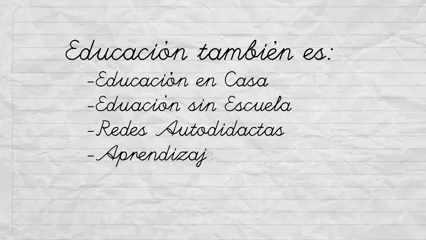 Educación también es:
-Educación en Casa
-Eduación sin Escuela
-Redes Autodidactas
-Aprendizaj